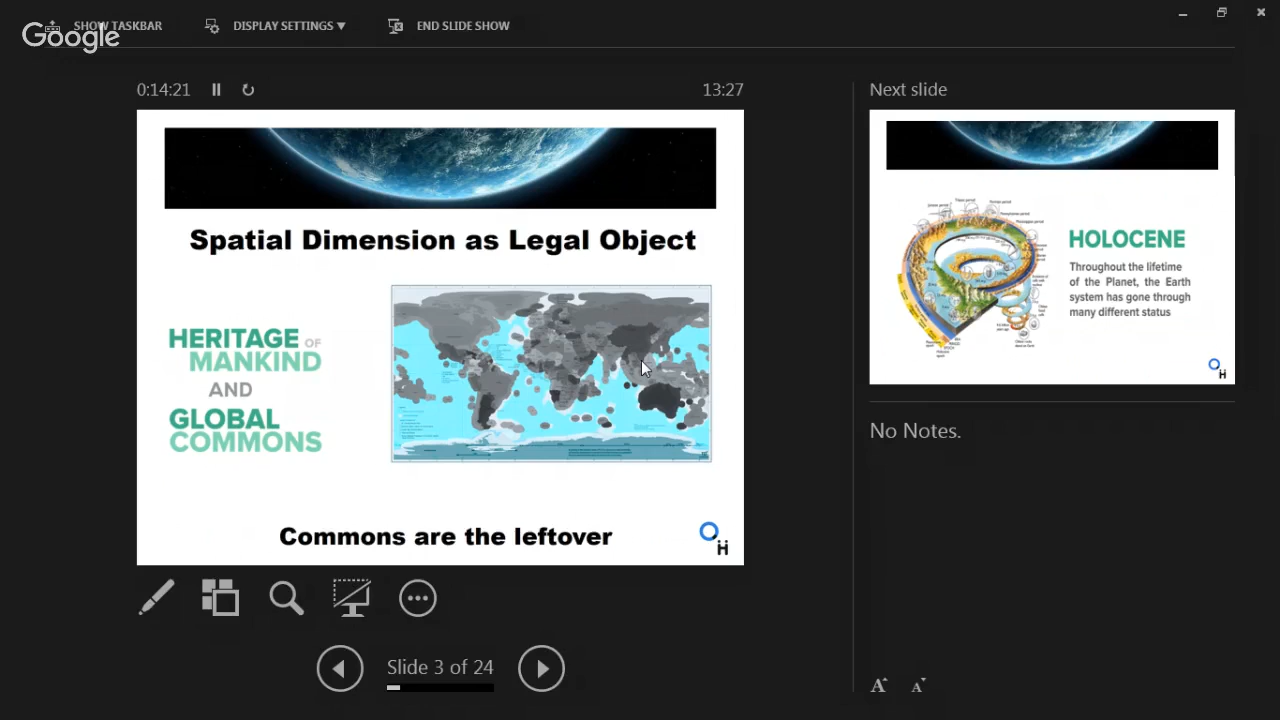 SHOW TASKBAR
DISPLAY SETTINGS ▼
END SLIDE SHOW
Google
0:14:21
13:27
Next slide
Spatial Dimension as Legal Object
HERITAGE OF
MANKIND
AND
GLOBAL
COMMONS
Commons are the leftover
H
HOLOCENE
Throughout the lifetime
of the Planet, the Earth
system has gone through
many different status
H
No Notes.
Slide 3 of 24
A
A